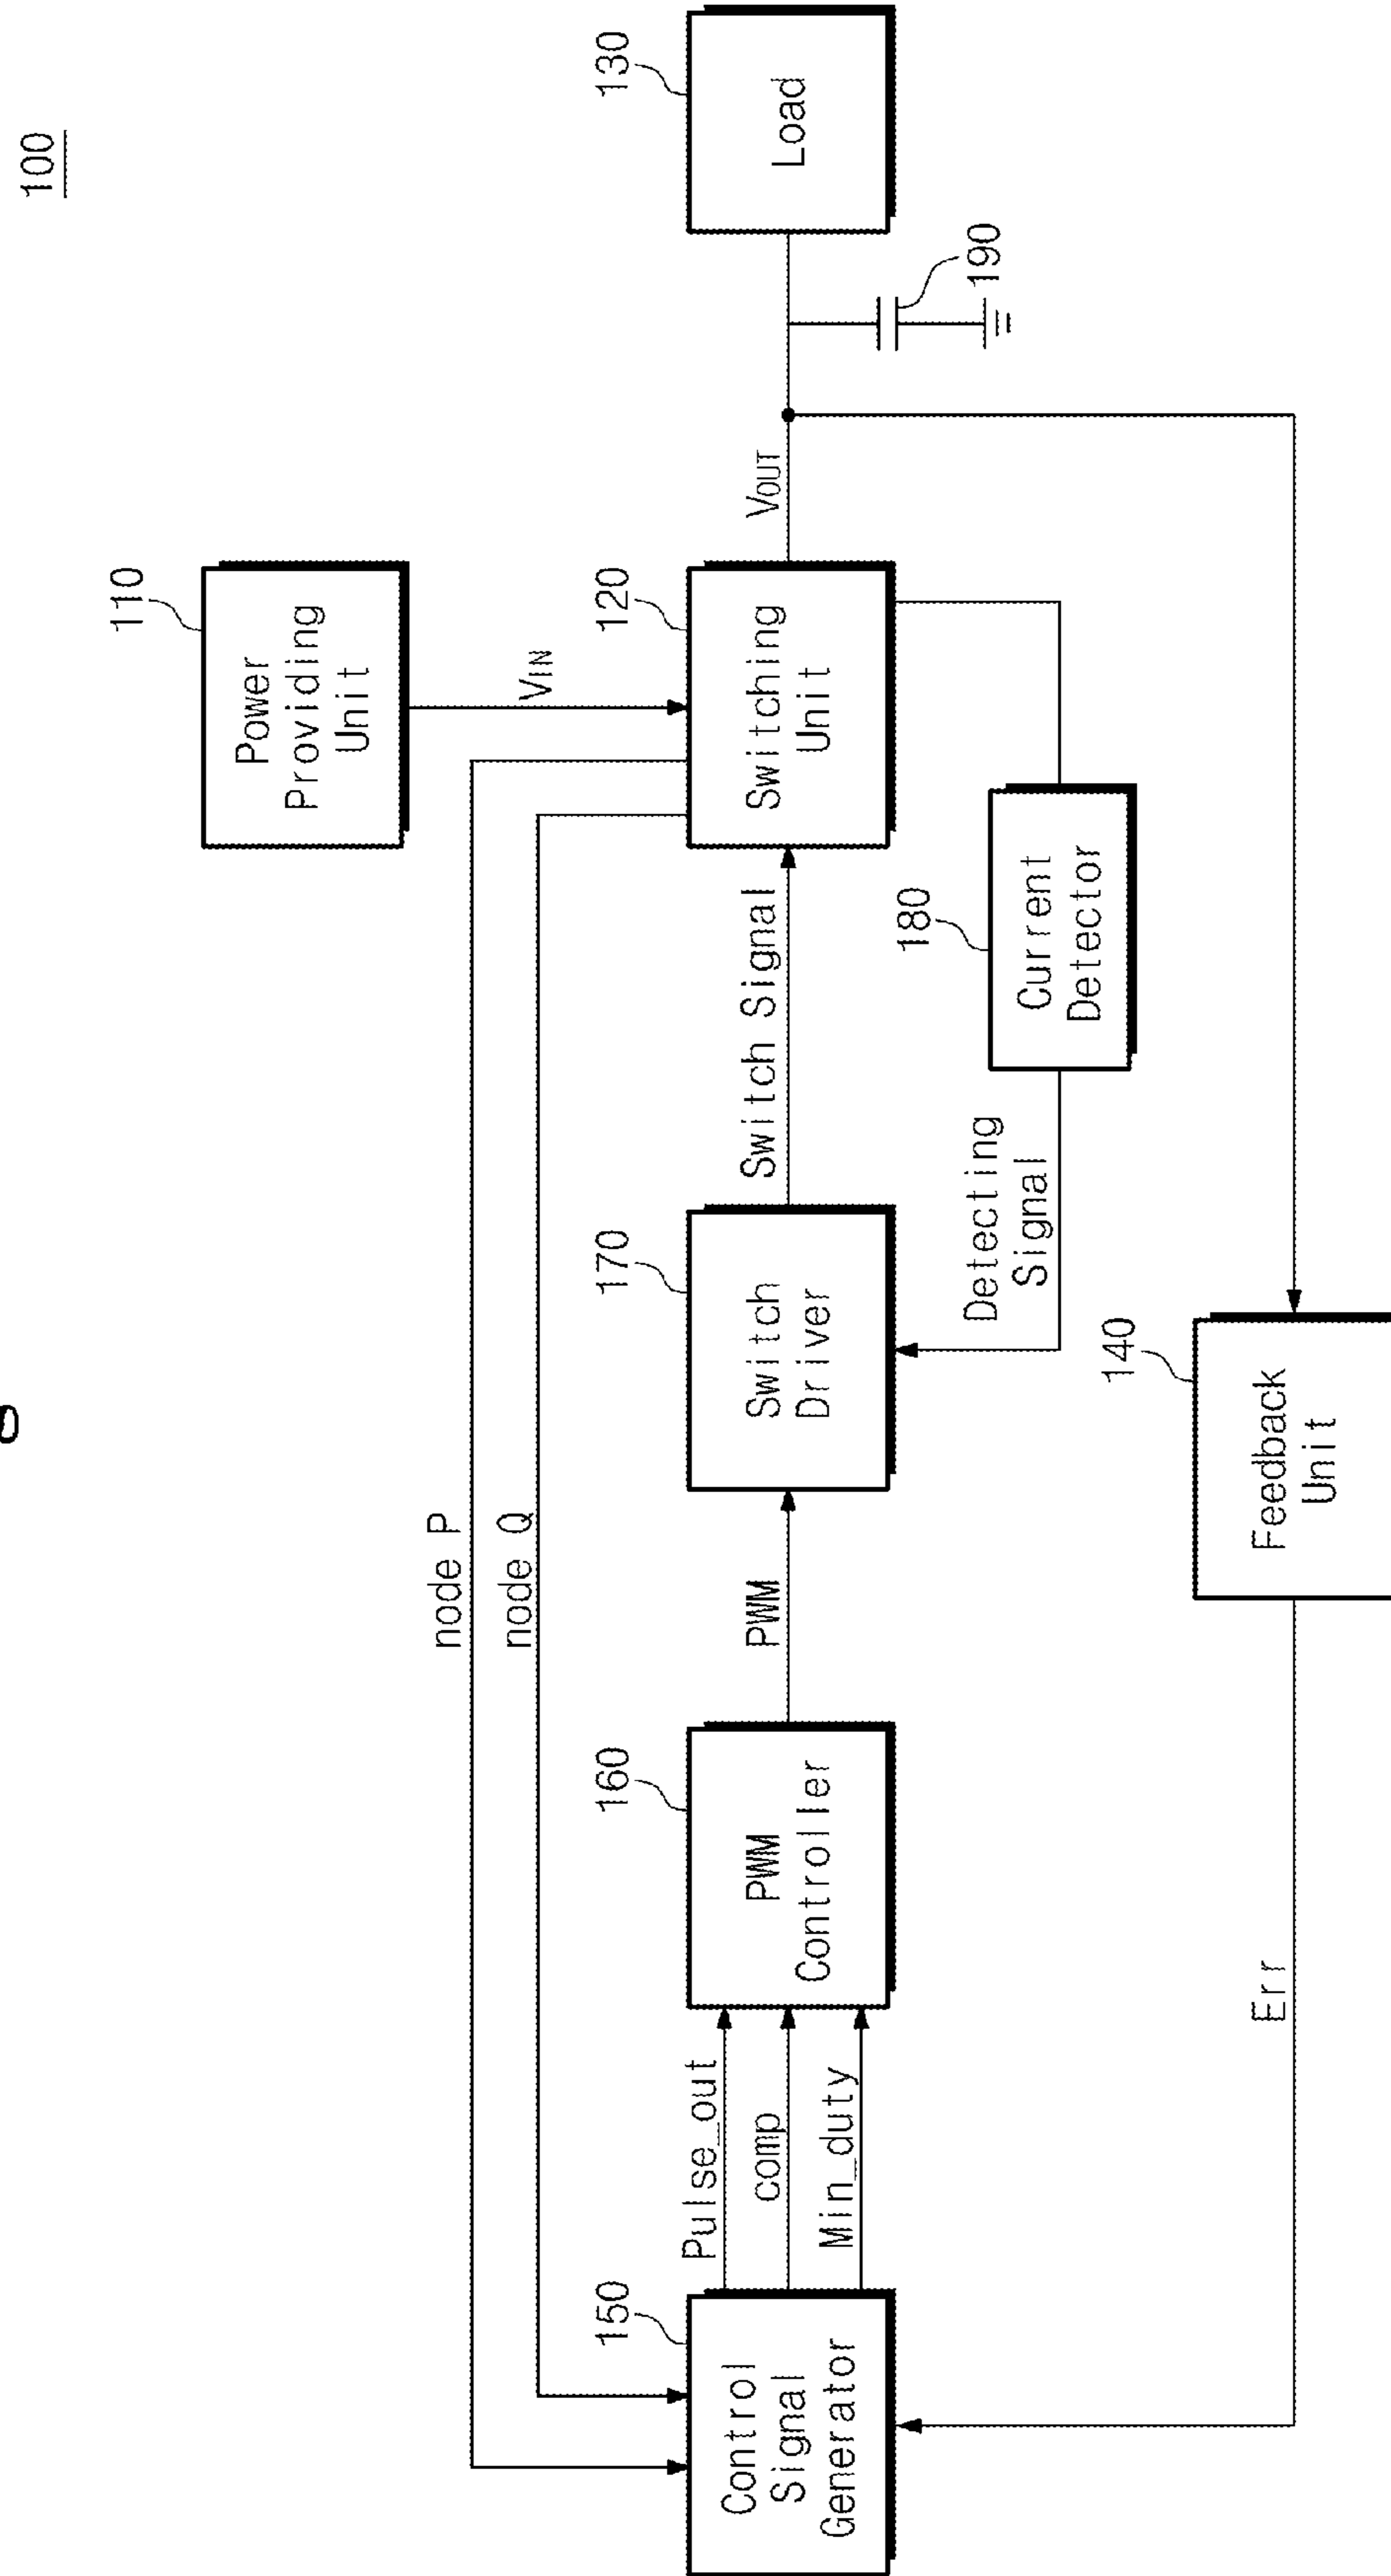 100
110
Power
Providing
Unit
VIN
node P
node Q
150
Control
Signal
Generator
Pulse_out
comp
Min_duty
160
PWM
Controller
PWM
170
Switch
Driver
Switch Signal
120
Switching
Unit
VOUT
130
Load
190
180
Current
Detector
Detecting
Signal
140
Feedback
Unit
Err